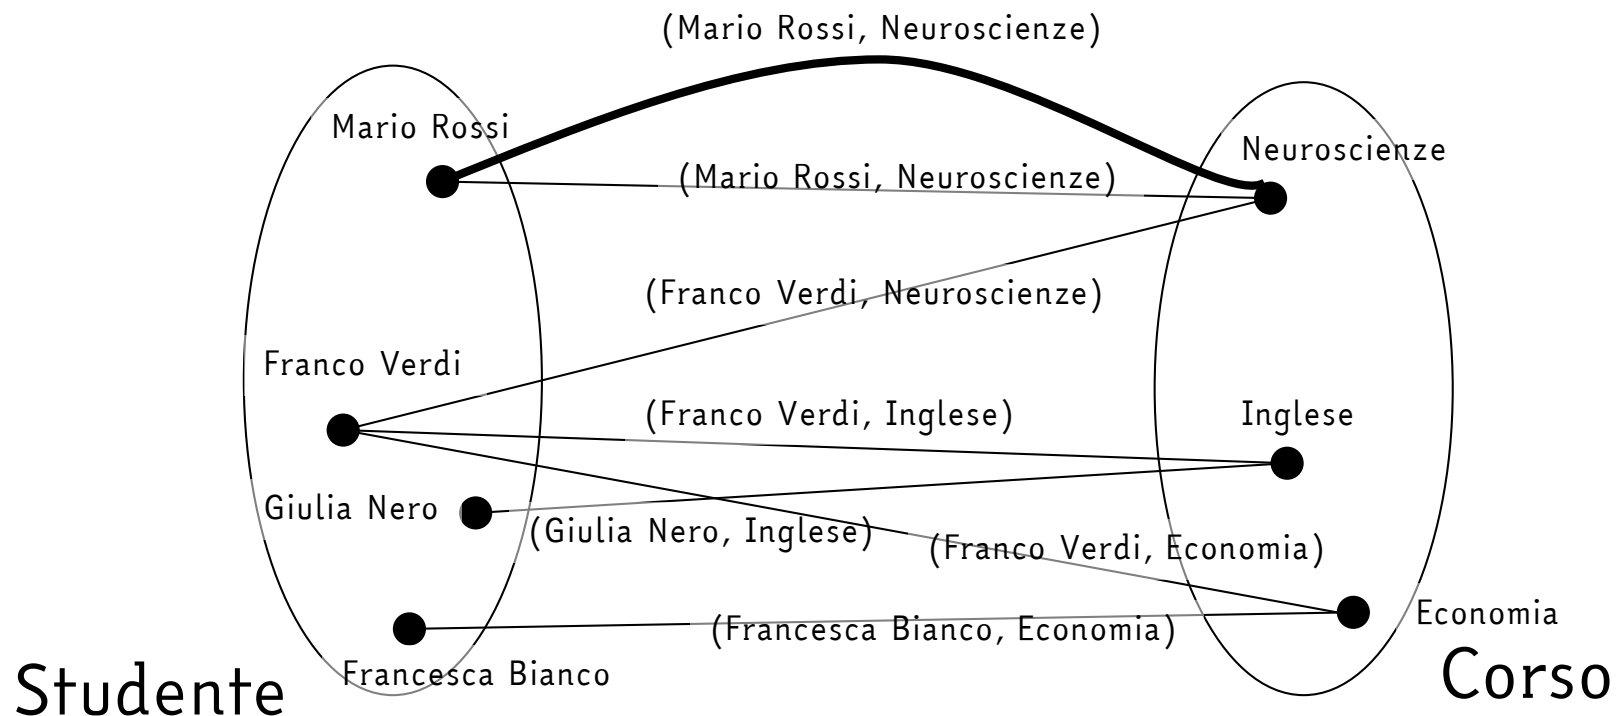 (Mario Rossi, Neuroscienze)
Mario Rossi
Neuroscienze
(Mario Rossi, Neuroscienze)
(Franco Verdi, Neuroscienze)
Franco Verdi
(Franco Verdi, Inglese)
Inglese
Giulia Nero
(Giulia Nero, Inglese)
(Franco Verdi, Economia)
Economia
(Francesca Bianco, Economia)
Francesca Bianco
Studente
Corso